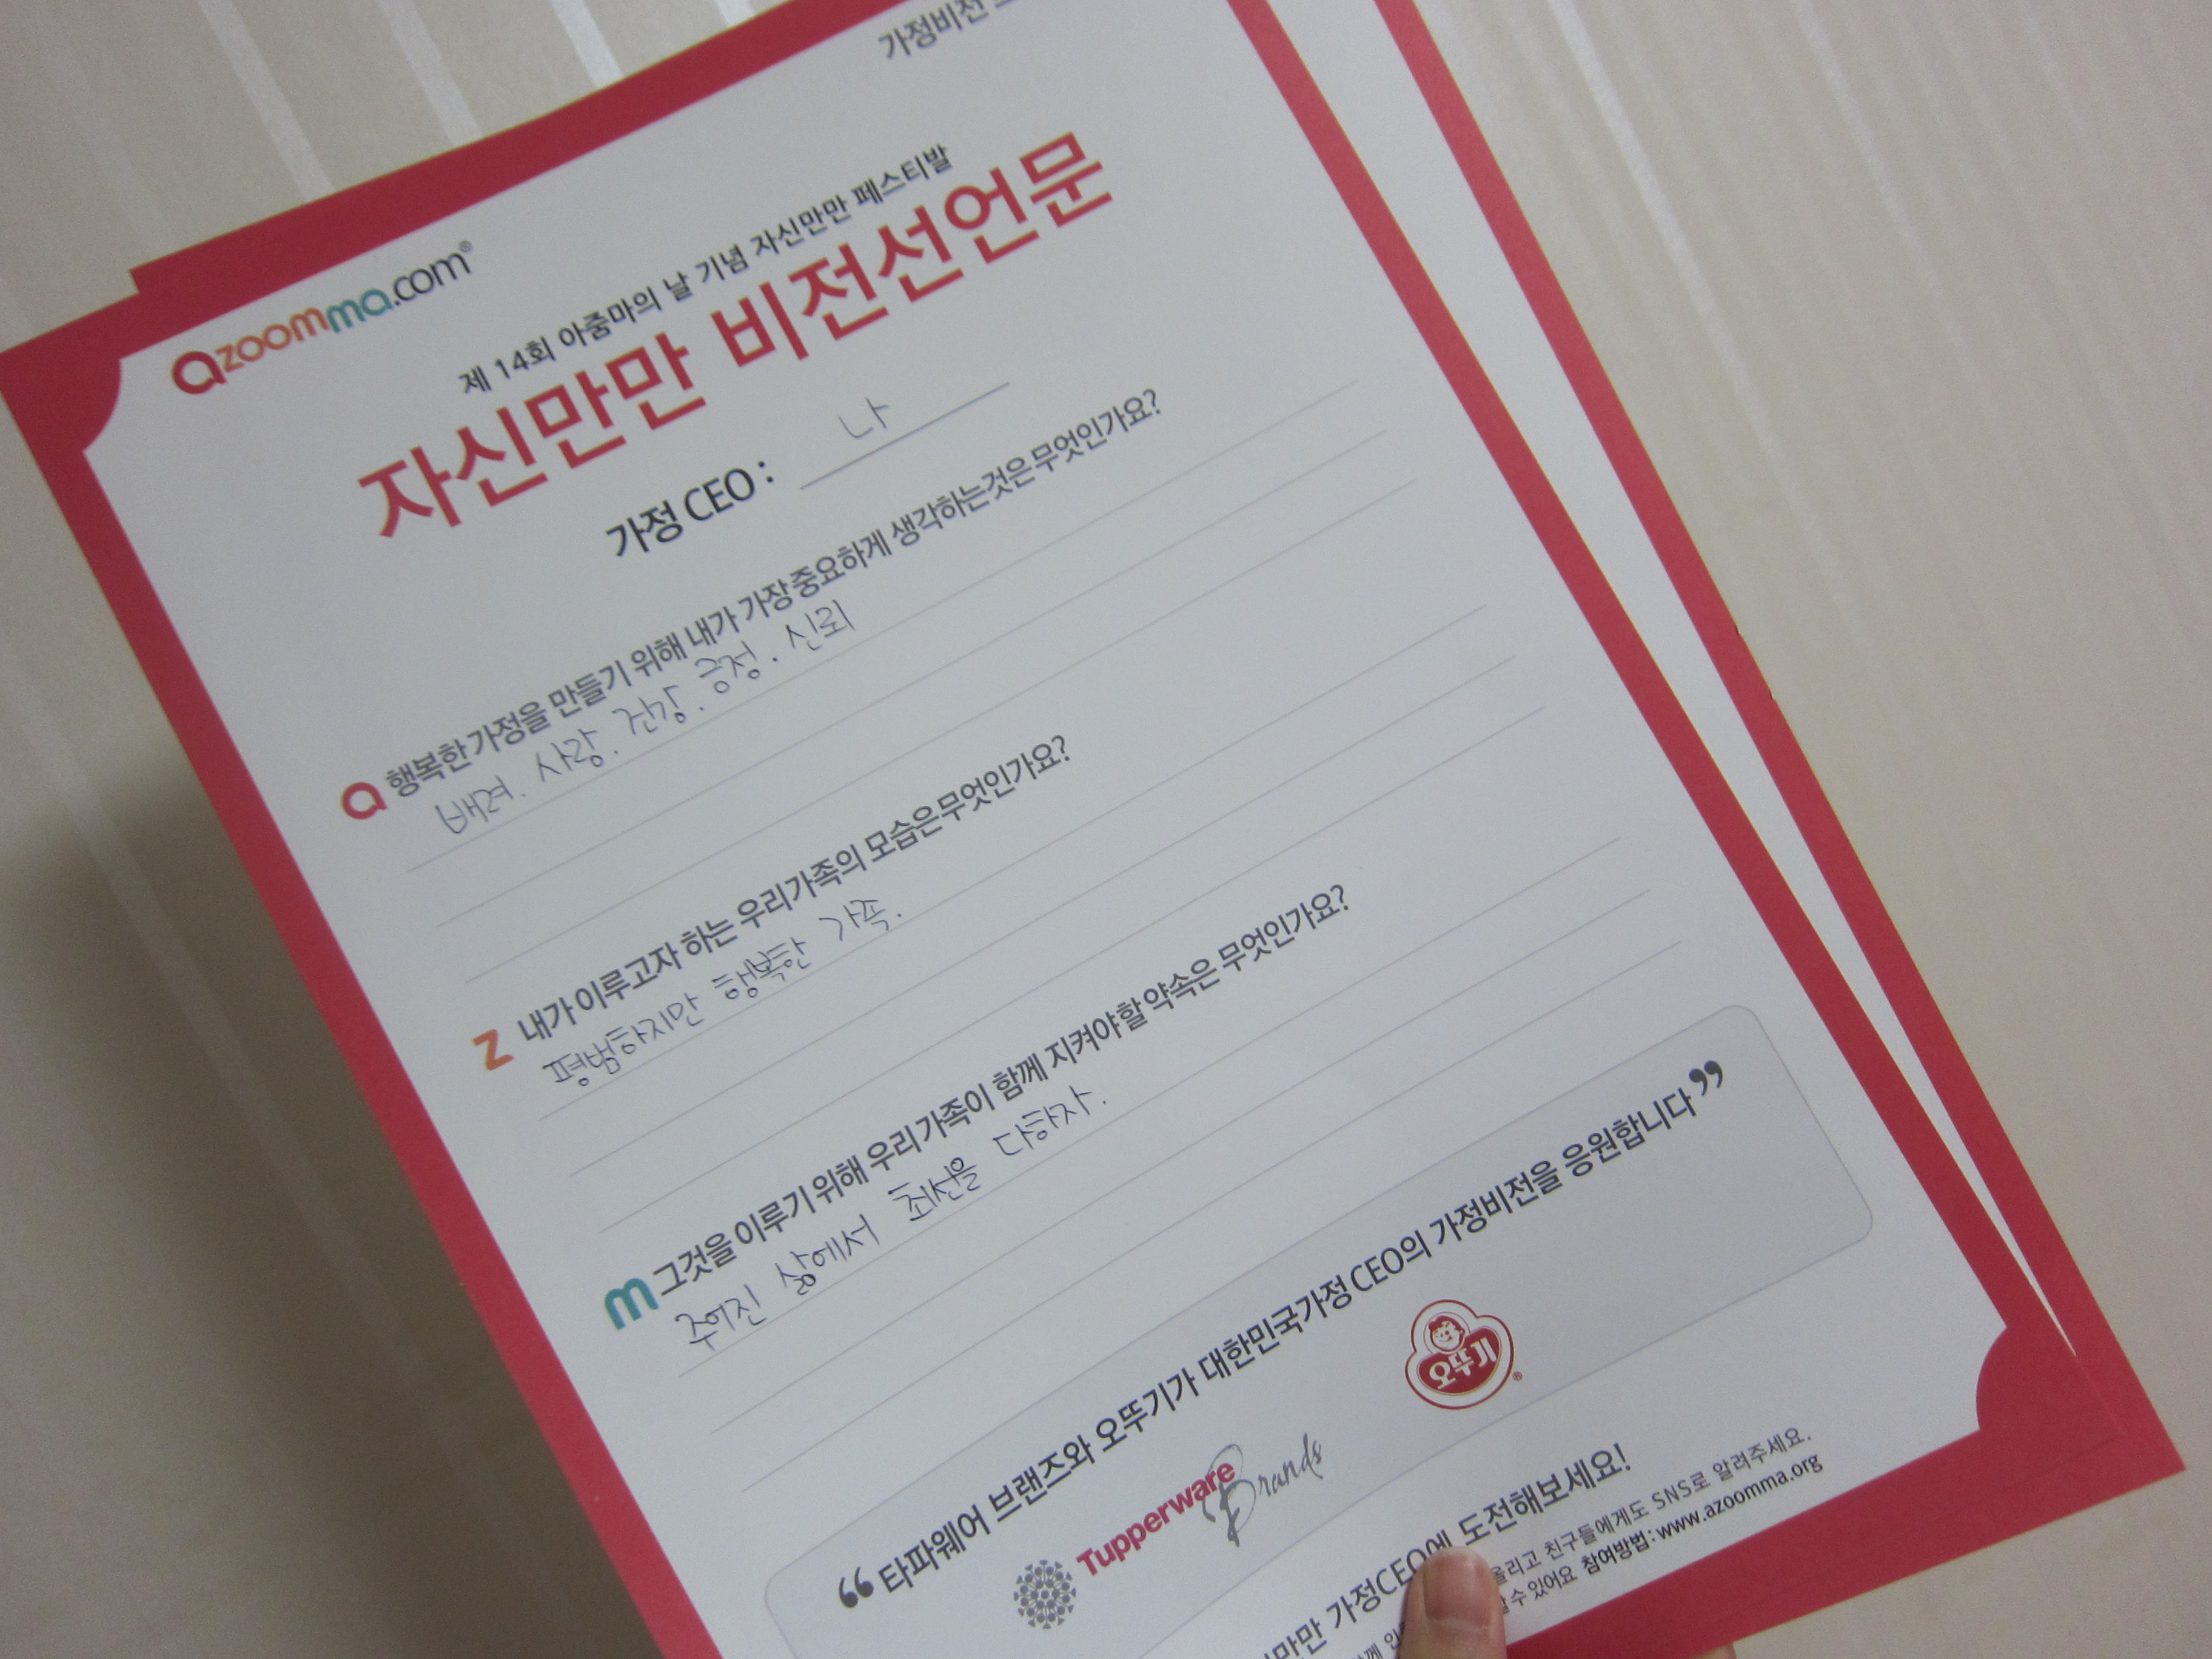 가정비전
azoomma.com®
제 14회 아줌마의 날 기념 자신만만 페스티발
자신만만 비전선언문
가정 CEO : 나
a 행복한 가정을 만들기 위해 내가 가장 중요하게 생각하는것은 무엇인가요?
배려. 사랑. 건강. 긍정. 신뢰
z 내가 이루고자 하는 우리가족의 모습은 무엇인가요?
평범하지만 행복한 가족.
m 그것을 이루기 위해 우리 가족이 함께 지켜야 할 약속은 무엇인가요?
주어진 삶에서 최선을 다하자.
“타파웨어 브랜즈와 오뚜기가 대한민국가정 CEO의 가정비전을 응원합니다”
Tupperware Brands 오뚜기®
가정CEO에 도전해보세요!
올리고 친구들에게도 SNS로 알려주세요.
수 있어요 참여방법 : www.azoomma.org